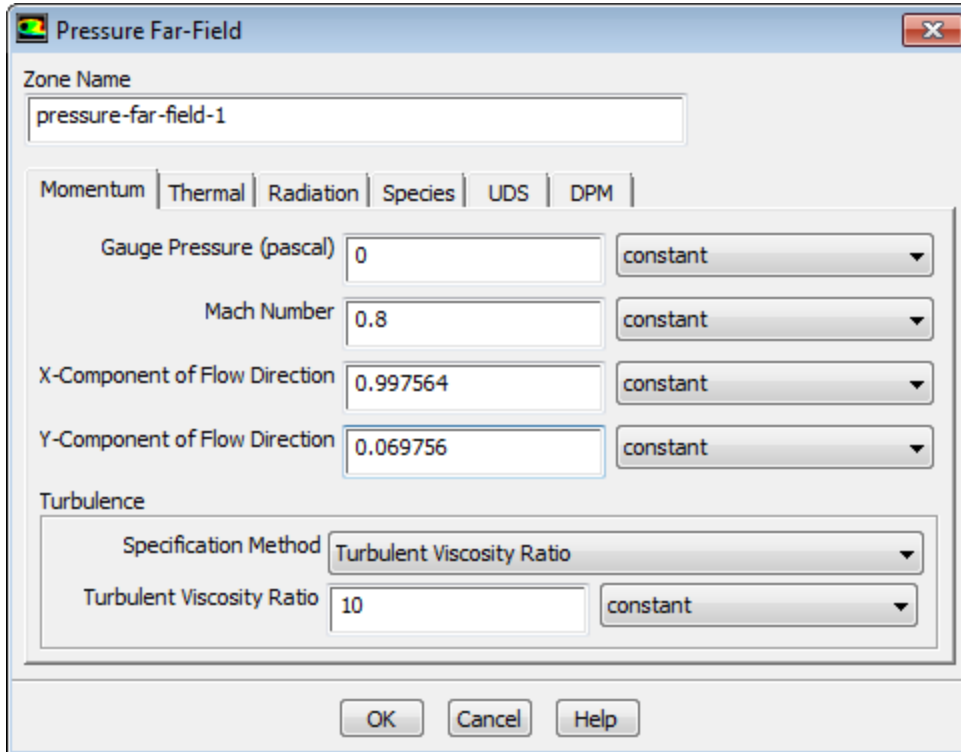 Pressure Far-Field
Zone Name
pressure-far-field-1
Momentum Thermal Radiation Species UDS DPM
Gauge Pressure (pascal) 0 constant
Mach Number 0.8 constant
X-Component of Flow Direction 0.997564 constant
Y-Component of Flow Direction 0.069756 constant
Turbulence
Specification Method Turbulent Viscosity Ratio
Turbulent Viscosity Ratio 10 constant
OK Cancel Help